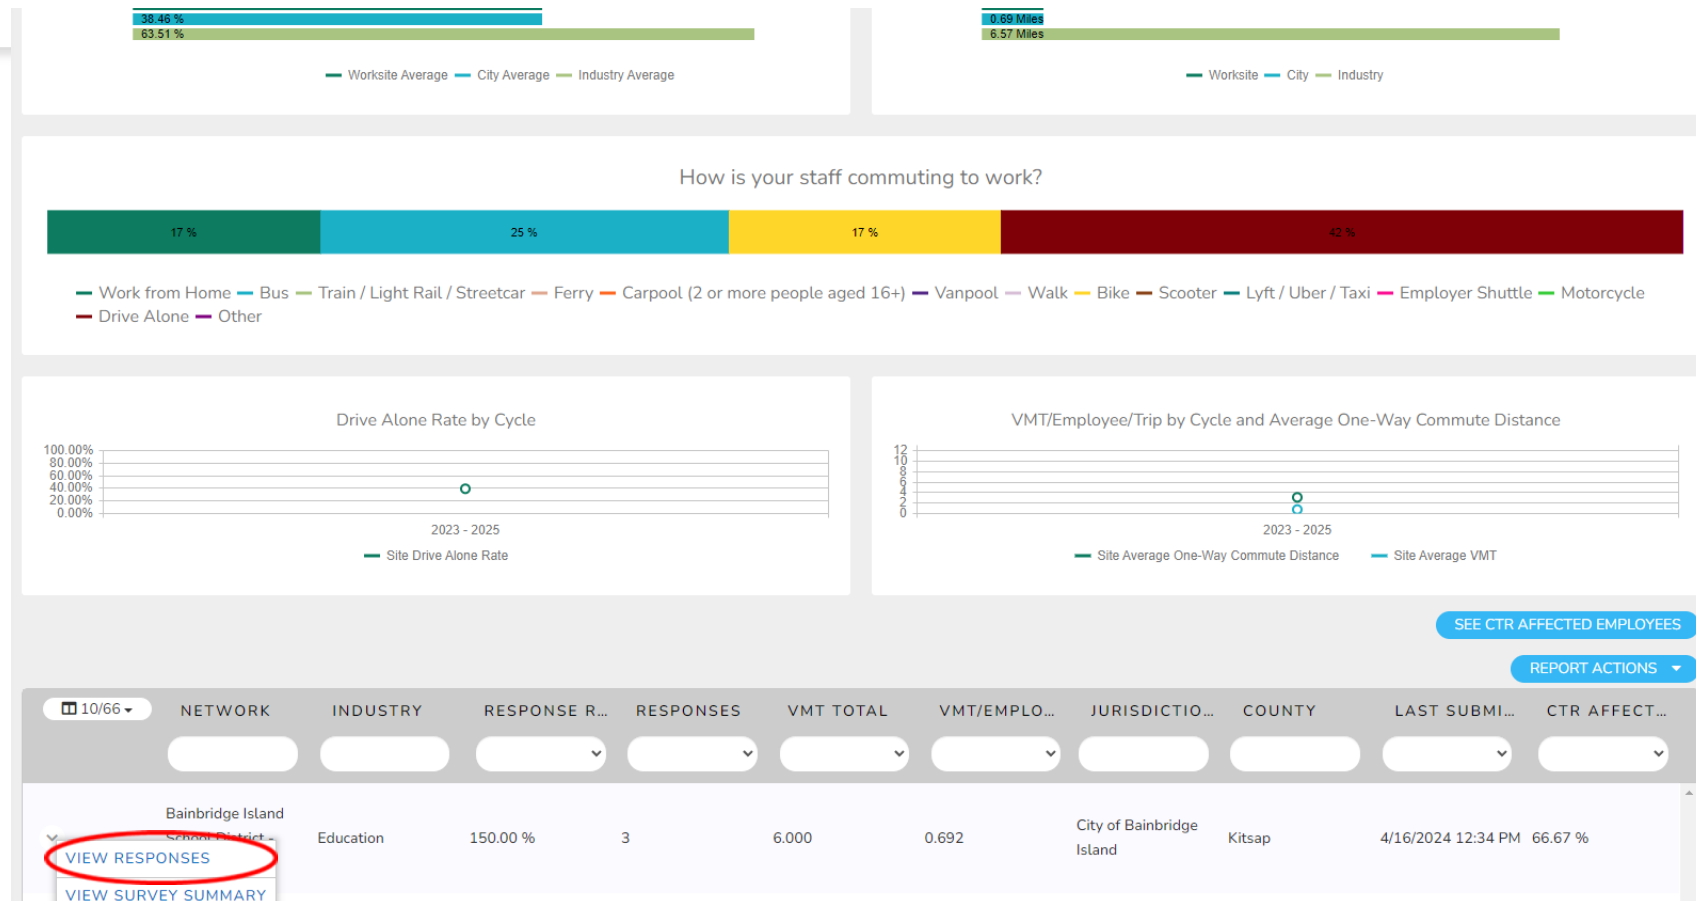 38.46 %
63.51 %
Worksite Average City Average Industry Average
0.69 Miles
6.57 Miles
Worksite City Industry
How is your staff commuting to work?
17 % 25 % 17 % 42 %
Work from Home Bus Train / Light Rail / Streetcar Ferry Carpool (2 or more people aged 16+) Vanpool Walk Bike Scooter Lyft / Uber / Taxi Employer Shuttle Motorcycle
Drive Alone Other
Drive Alone Rate by Cycle
100.00%
80.00%
60.00%
40.00%
20.00%
0.00%
2023 - 2025
Site Drive Alone Rate
VMT/Employee/Trip by Cycle and Average One-Way Commute Distance
12
10
8
6
4
2
0
2023 - 2025
Site Average One-Way Commute Distance Site Average VMT
SEE CTR AFFECTED EMPLOYEES
REPORT ACTIONS
10/66 NETWORK INDUSTRY RESPONSE R... RESPONSES VMT TOTAL VMT/EMPLO... JURISDICTIO... COUNTY LAST SUBMI... CTR AFFECT...
Bainbridge Island
School District -
Education 150.00 % 3 6.000 0.692
City of Bainbridge
Island
Kitsap 4/16/2024 12:34 PM 66.67 %
VIEW RESPONSES
VIEW SURVEY SUMMARY